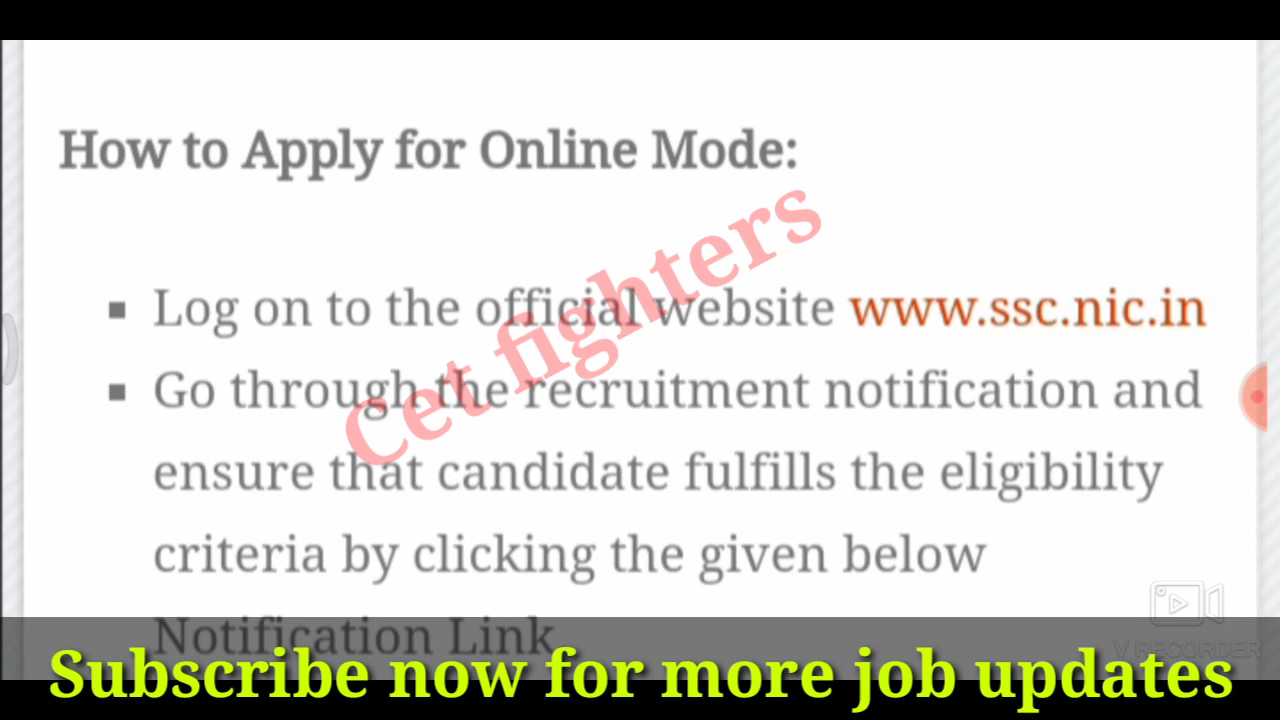 How to Apply for Online Mode:
Cet fighters
Log on to the official website www.ssc.nic.in
Go through the recruitment notification and
ensure that candidate fulfills the eligibility
criteria by clicking the given below
Notification Link
V RECORDER
Subscribe now for more job updates